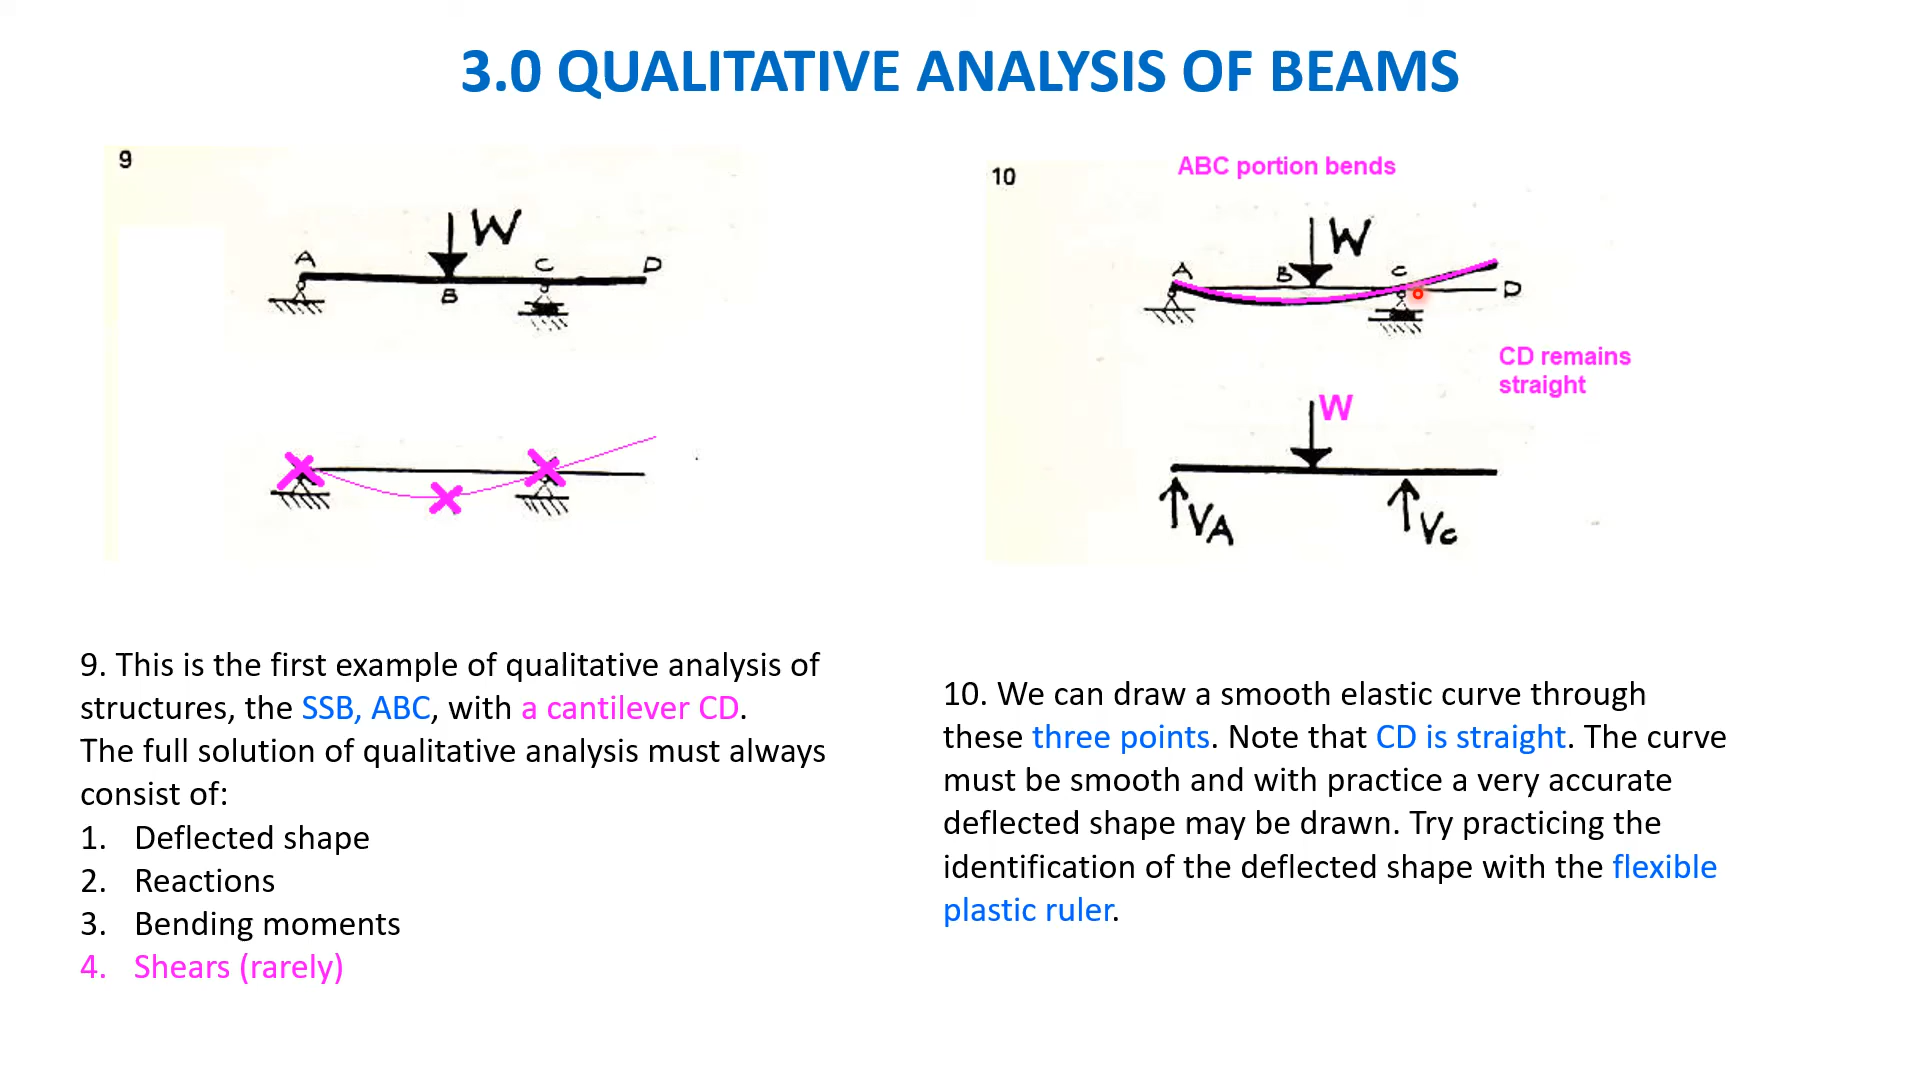 3.0 QUALITATIVE ANALYSIS OF BEAMS
9
W
A
C
D
B
10
ABC portion bends
W
A
B
C
D
CD remains
straight
W
VA
Vc
9. This is the first example of qualitative analysis of
structures, the SSB, ABC, with a cantilever CD.
The full solution of qualitative analysis must always
consist of:
1. Deflected shape
2. Reactions
3. Bending moments
4. Shears (rarely)
10. We can draw a smooth elastic curve through
these three points. Note that CD is straight. The curve
must be smooth and with practice a very accurate
deflected shape may be drawn. Try practicing the
identification of the deflected shape with the flexible
plastic ruler.